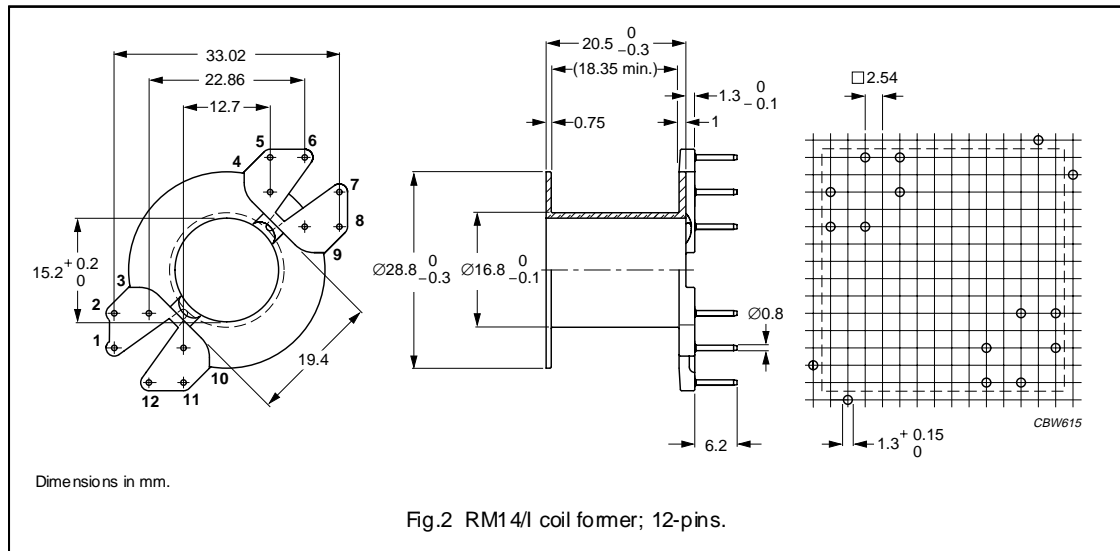 33.02
22.86
12.7
5
6
4
7
8
9
3
2
1
10
11
12
15.2 +0.2 0
19.4
20.5 0 −0.3
(18.35 min.)
1.3 0 −0.1
0.75
1
Ø28.8 0 −0.3
Ø16.8 0 −0.1
Ø0.8
6.2
□2.54
CBW615
1.3 +0.15 0
Dimensions in mm.
Fig.2 RM14/I coil former; 12-pins.